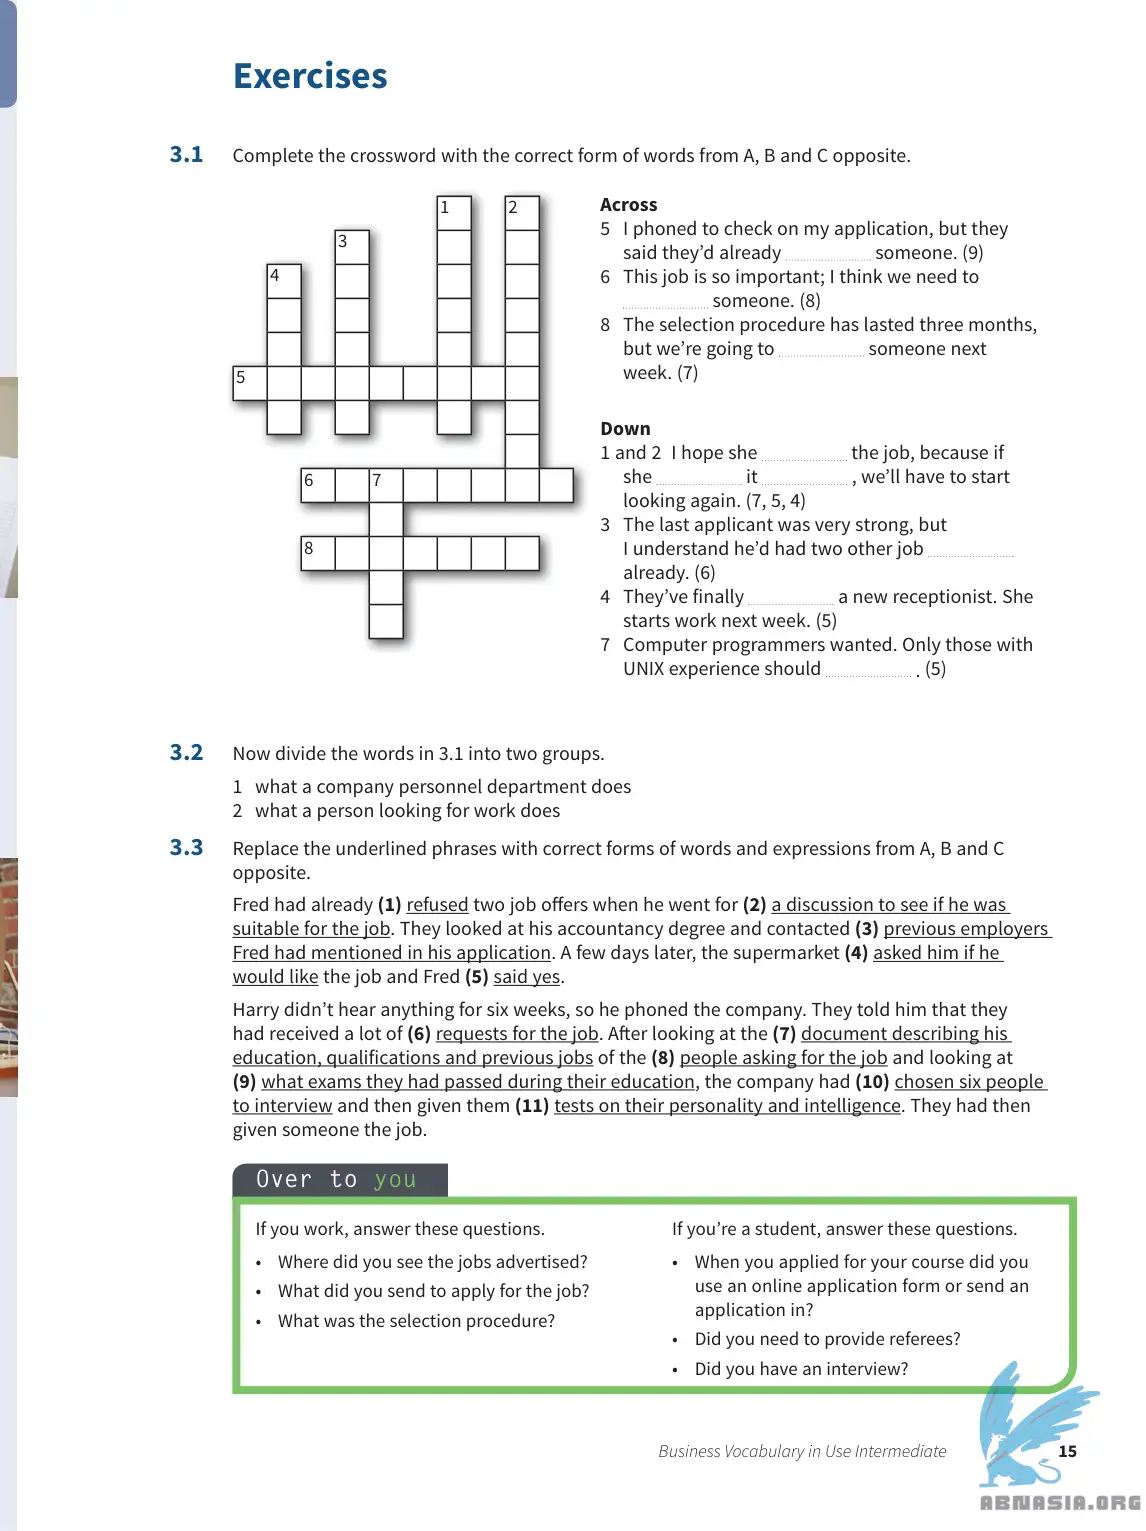 Exercises
3.1 Complete the crossword with the correct form of words from A, B and C opposite.
1 2
3
4
5
6 7
8
Across
5 I phoned to check on my application, but they
said they’d already ........................ someone. (9)
6 This job is so important; I think we need to
........................ someone. (8)
8 The selection procedure has lasted three months,
but we’re going to ........................ someone next
week. (7)
Down
1 and 2 I hope she ........................ the job, because if
she ........................ it ........................ , we’ll have to start
looking again. (7, 5, 4)
3 The last applicant was very strong, but
I understand he’d had two other job ........................
already. (6)
4 They’ve finally ........................ a new receptionist. She
starts work next week. (5)
7 Computer programmers wanted. Only those with
UNIX experience should ........................ . (5)
3.2 Now divide the words in 3.1 into two groups.
1 what a company personnel department does
2 what a person looking for work does
3.3 Replace the underlined phrases with correct forms of words and expressions from A, B and C
opposite.
Fred had already (1) refused two job offers when he went for (2) a discussion to see if he was
suitable for the job. They looked at his accountancy degree and contacted (3) previous employers
Fred had mentioned in his application. A few days later, the supermarket (4) asked him if he
would like the job and Fred (5) said yes.
Harry didn’t hear anything for six weeks, so he phoned the company. They told him that they
had received a lot of (6) requests for the job. After looking at the (7) document describing his
education, qualifications and previous jobs of the (8) people asking for the job and looking at
(9) what exams they had passed during their education, the company had (10) chosen six people
to interview and then given them (11) tests on their personality and intelligence. They had then
given someone the job.
Over to you
If you work, answer these questions.
• Where did you see the jobs advertised?
• What did you send to apply for the job?
• What was the selection procedure?
If you’re a student, answer these questions.
• When you applied for your course did you
use an online application form or send an
application in?
• Did you need to provide referees?
• Did you have an interview?
Business Vocabulary in Use Intermediate 15
ABNASIA.ORG